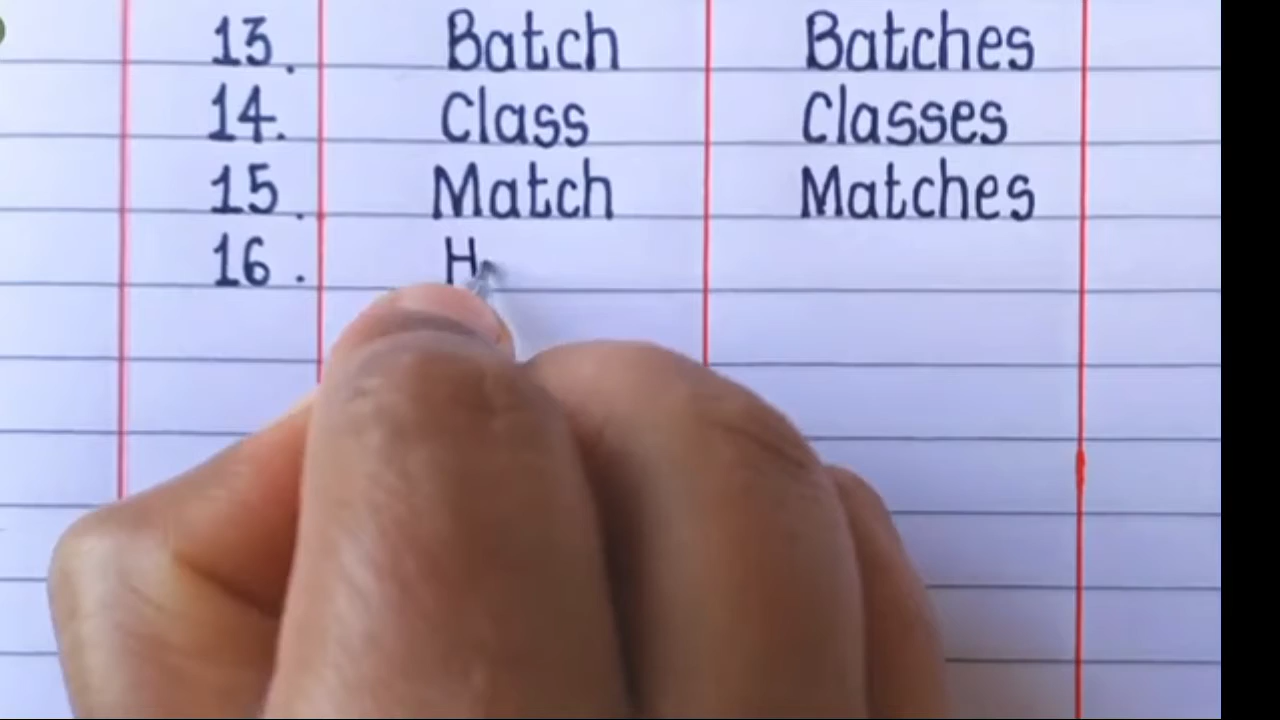 13. Batch Batches
14. Class Classes
15. Match Matches
16. H